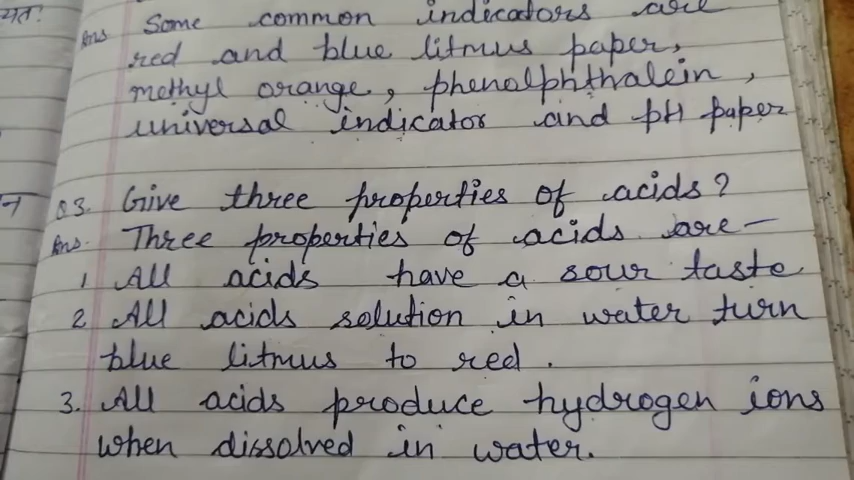 Ans Some common indicators are
red and blue litmus paper,
methyl orange, phenolphthalein,
universal indicator and pH paper
Q3. Give three properties of acids?
Ans. Three properties of acids are—
1 All acids have a sour taste
2 All acids solution in water turn
blue litmus to red.
3. All acids produce hydrogen ions
when dissolved in water.